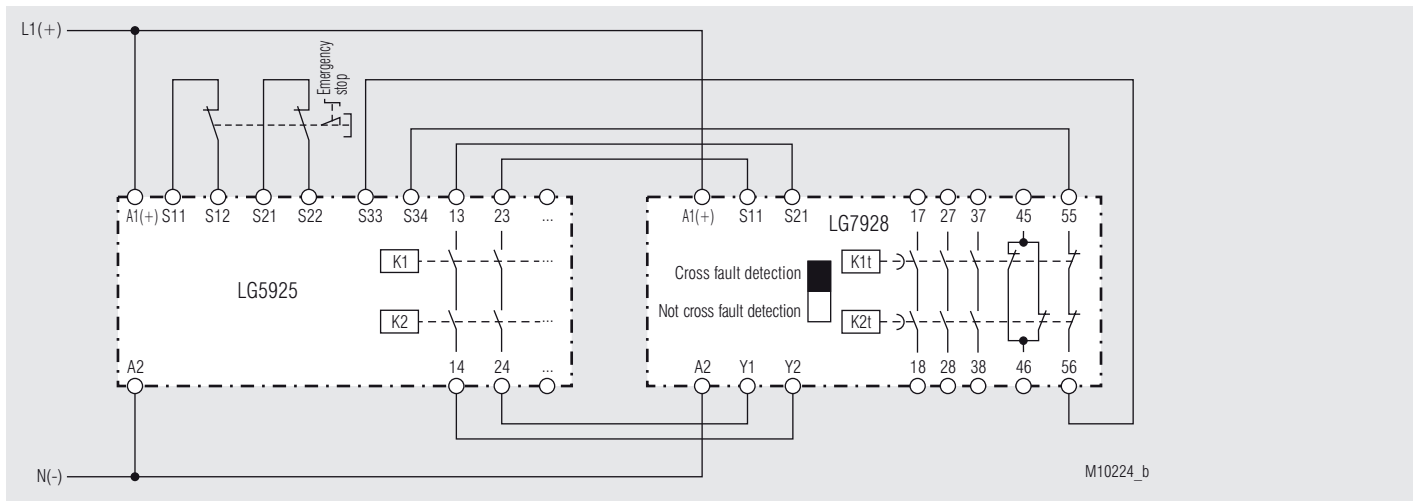 L1(+)
Emergency
stop
A1(+) S11 S12 S21 S22 S33 S34 13 23 ...
K1 ...
LG5925
K2 ...
A2 14 24 ...
A1(+) S11 S21 17 27 37 45 55
LG7928
Cross fault detection K1t
Not cross fault detection K2t
A2 Y1 Y2 18 28 38 46 56
N(-)
M10224_b